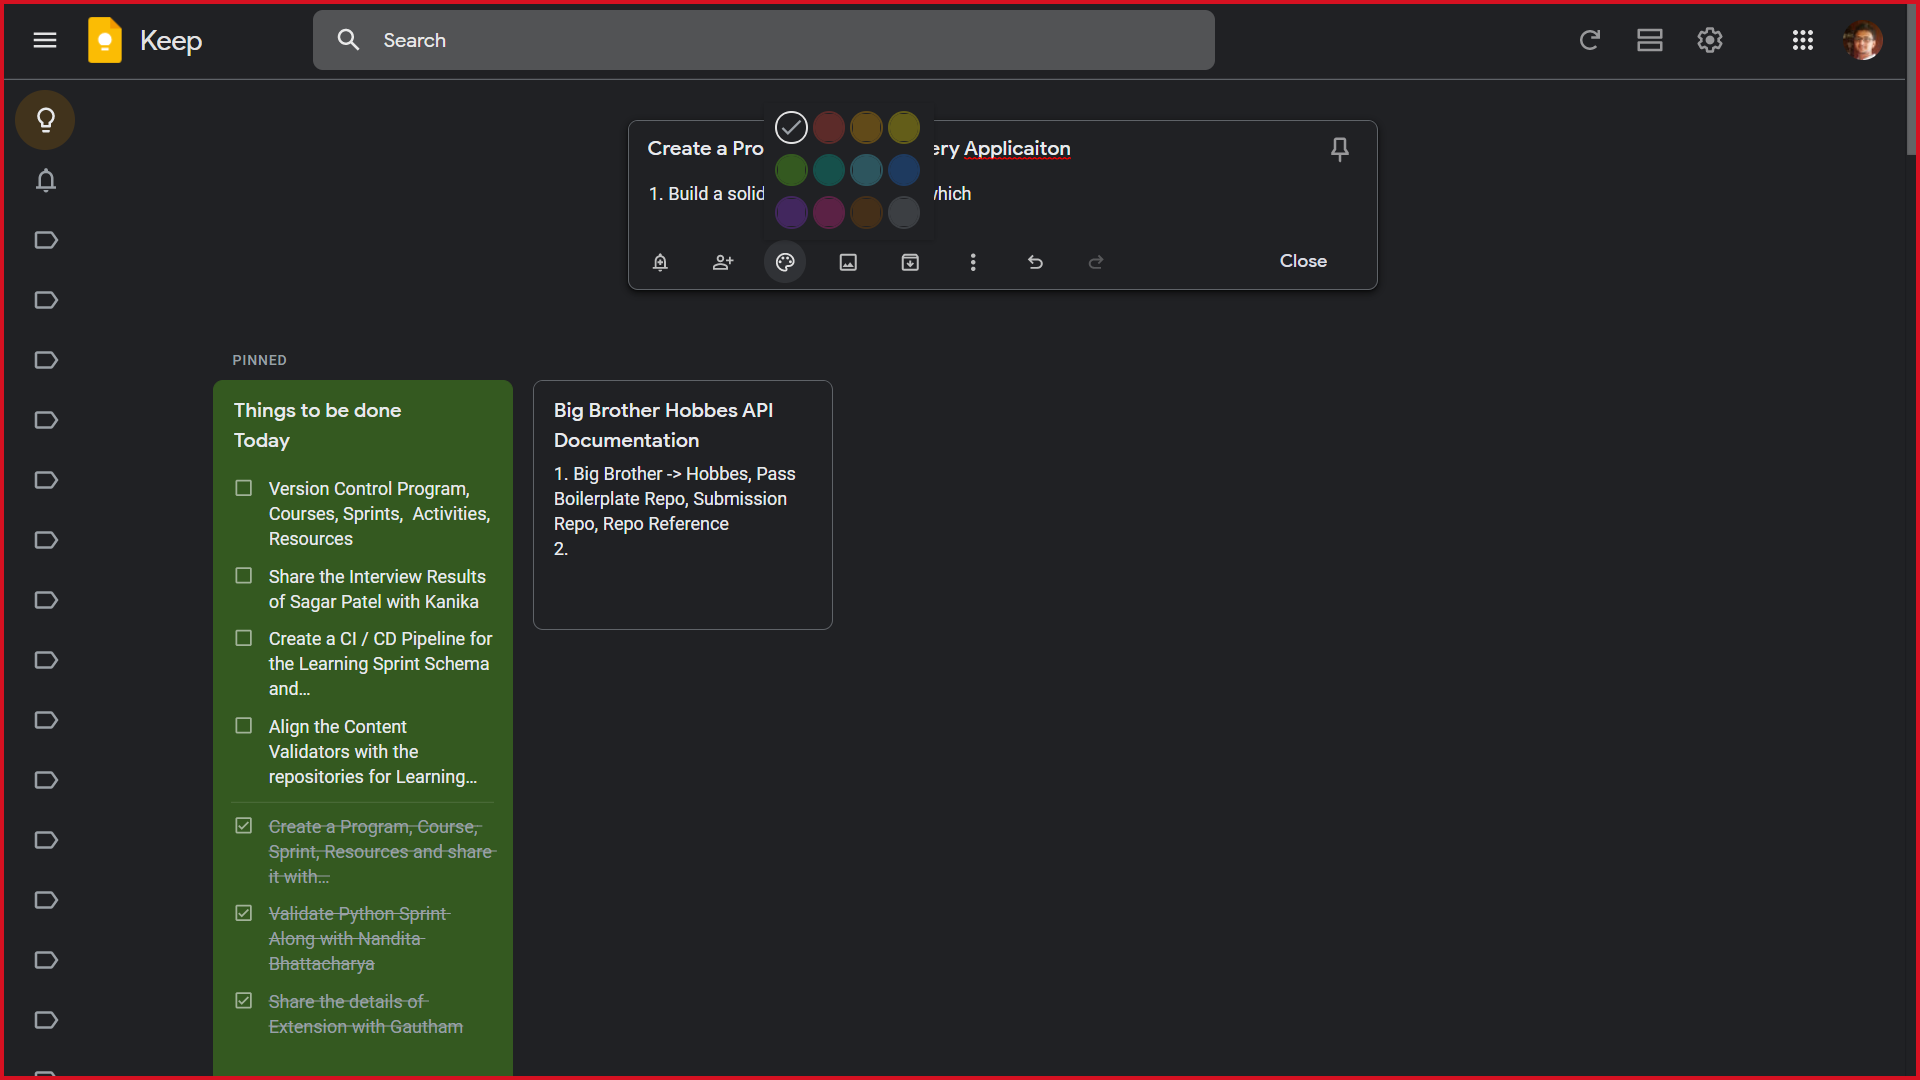 Keep
Search
Create a Pro ery Applicaiton
1. Build a solid which
Close
PINNED
Things to be done
Today
Version Control Program,
Courses, Sprints,  Activities,
Resources
Share the Interview Results
of Sagar Patel with Kanika
Create a CI / CD Pipeline for
the Learning Sprint Schema
and...
Align the Content
Validators with the
repositories for Learning...
Create a Program, Course,
Sprint, Resources and share
it with...
Validate Python Sprint
Along with Nandita
Bhattacharya
Share the details of
Extension with Gautham
Big Brother Hobbes API
Documentation
1. Big Brother -> Hobbes, Pass
Boilerplate Repo, Submission
Repo, Repo Reference
2.